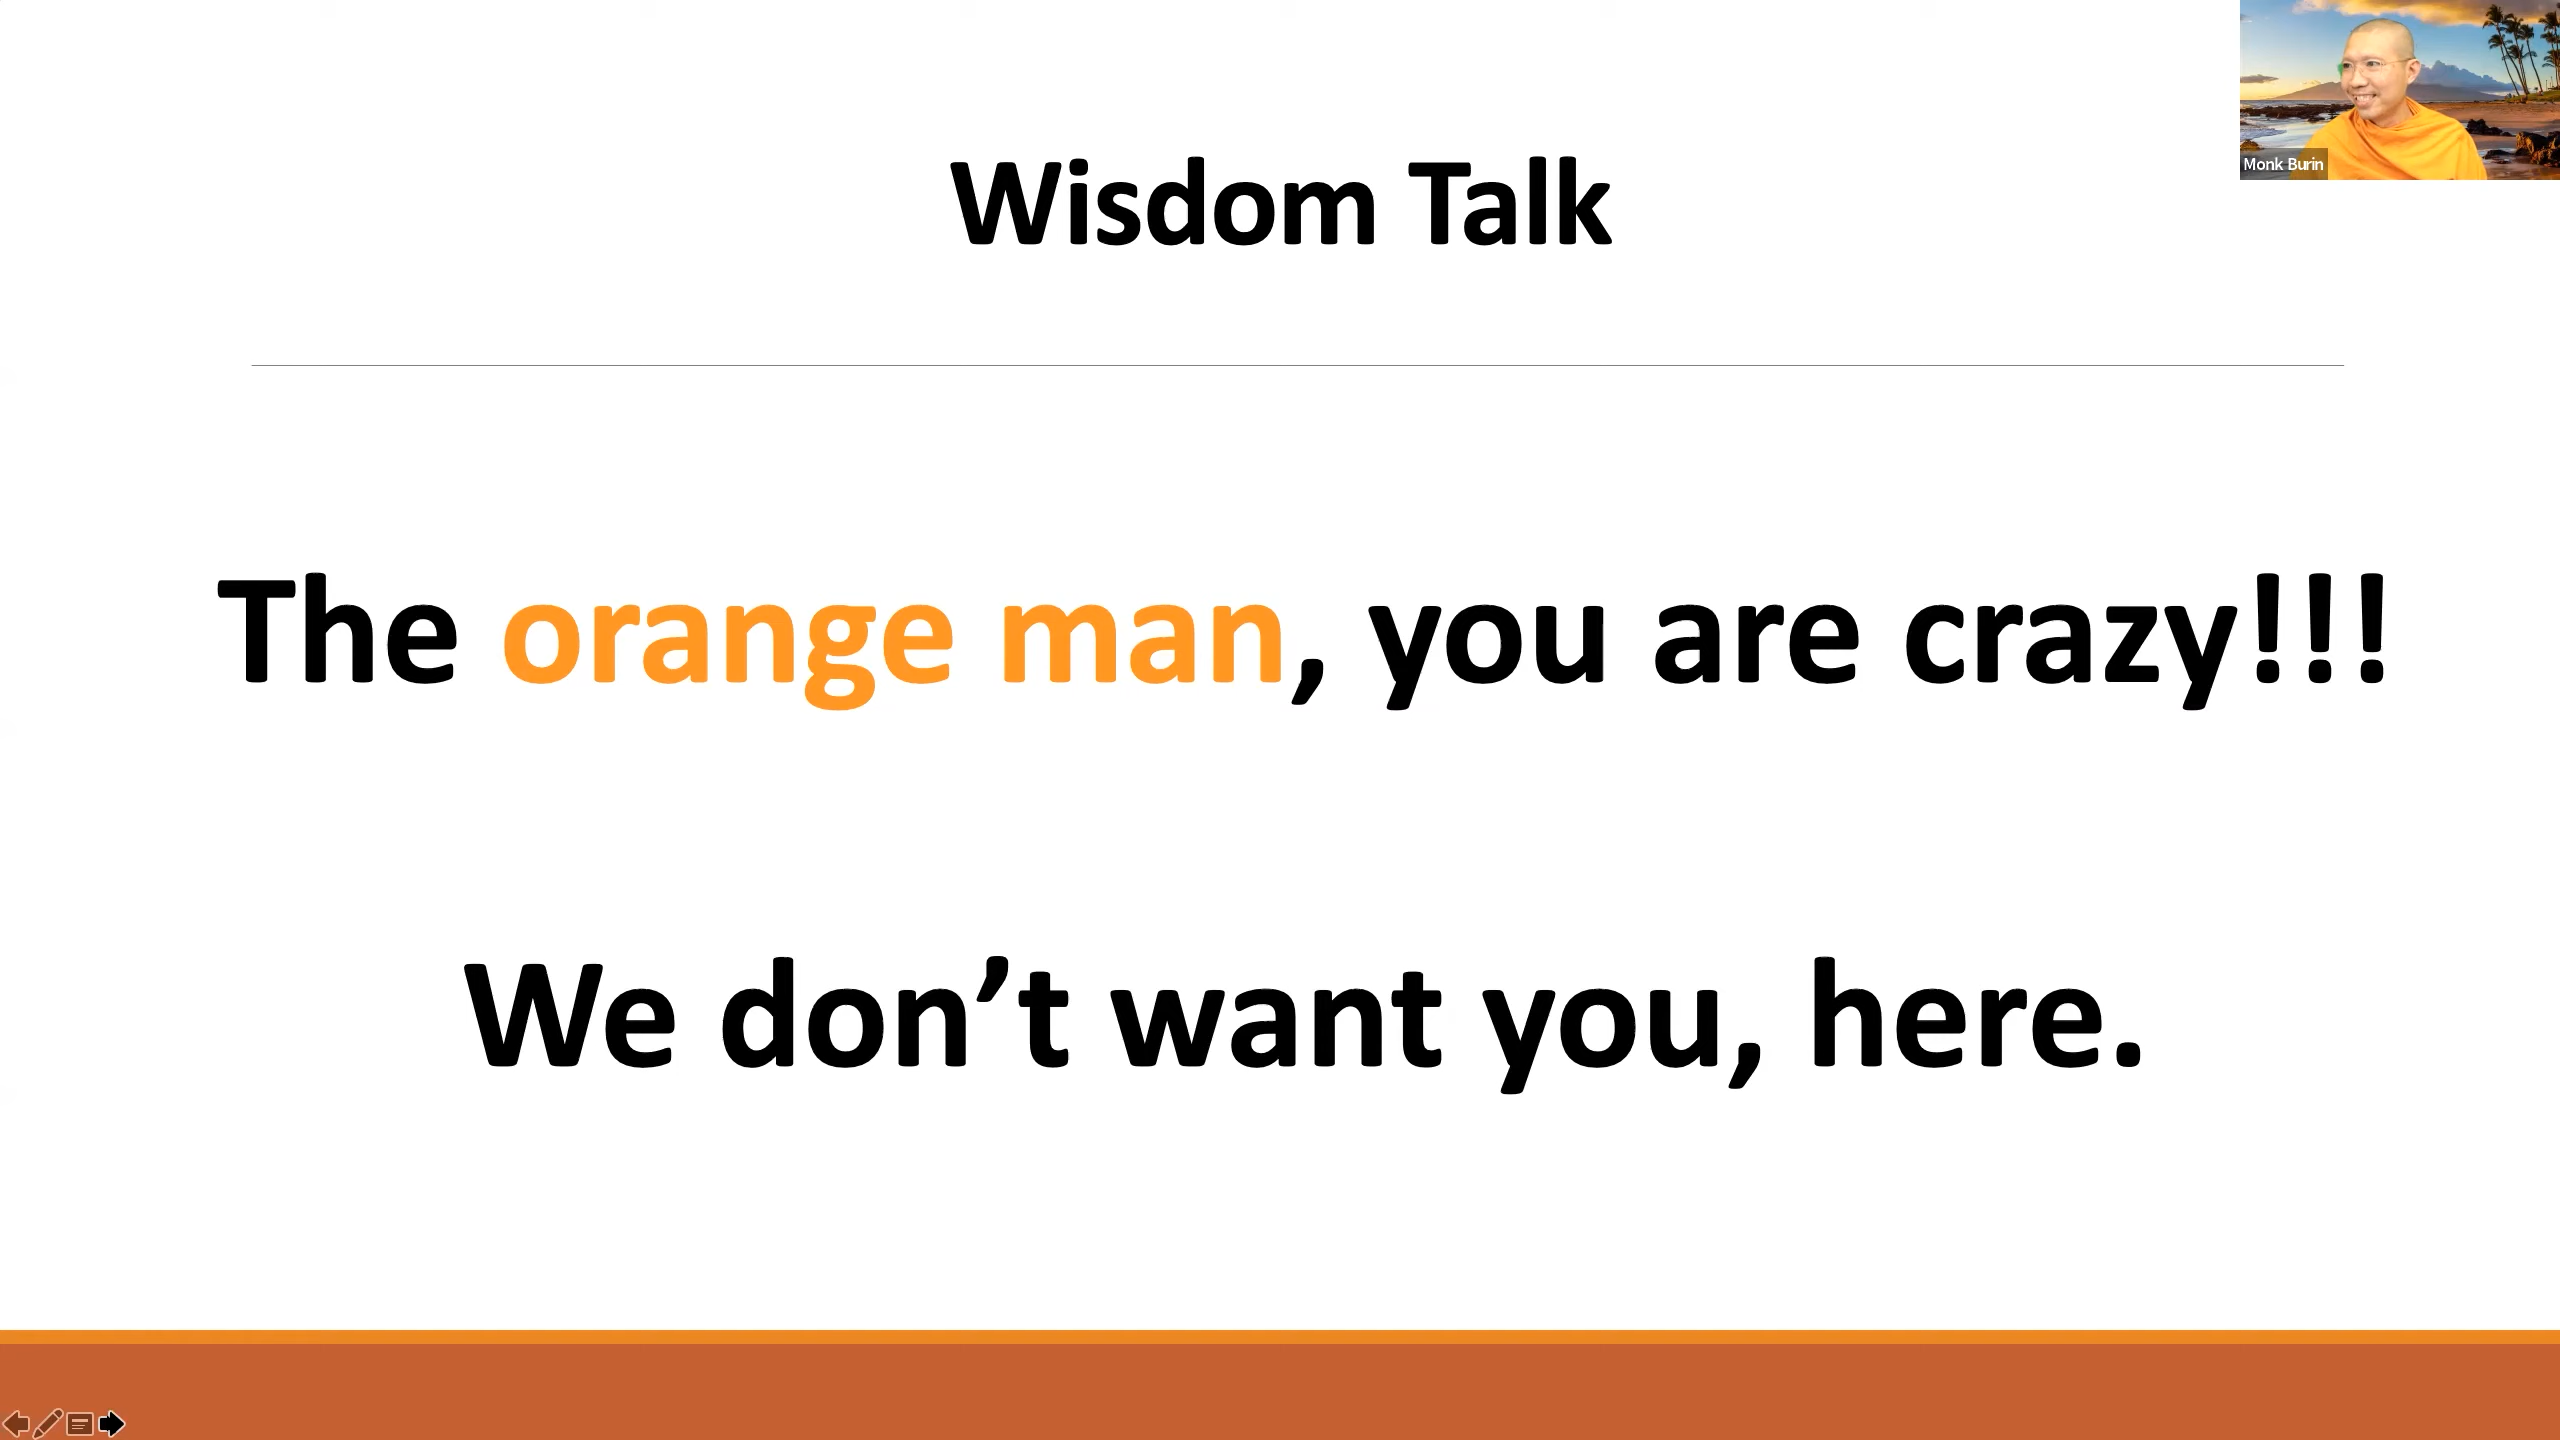 Wisdom Talk
Monk Burin
The orange man, you are crazy!!!
We don’t want you, here.